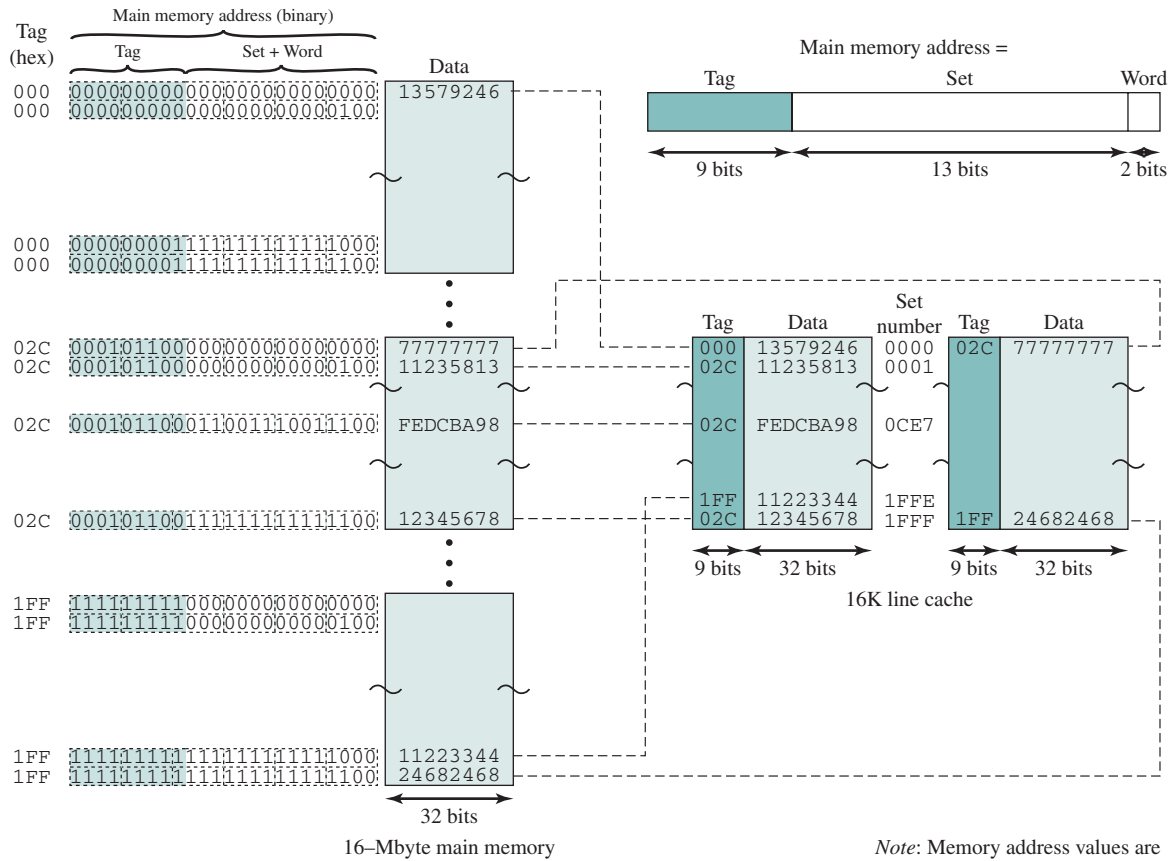 Main memory address (binary)
Tag
(hex)
Tag
Set + Word
Data
000 000000000000000000000000 13579246
000 000000000000000000000100
000 000000001111111111111000
000 000000001111111111111100
02C 000101100000000000000000 77777777
02C 000101100000000000000100 11235813
02C 000101100011001110011100 FEDCBA98
02C 000101100111111111111100 12345678
1FF 111111111000000000000000
1FF 111111111000000000000100
1FF 111111111111111111111000 11223344
1FF 111111111111111111111100 24682468
32 bits
16–Mbyte main memory
Main memory address =
Tag Set Word
9 bits 13 bits 2 bits
Set
Tag Data number Tag Data
000 13579246 0000 02C 77777777
02C 11235813 0001
02C FEDCBA98 0CE7
1FF 11223344 1FFE
02C 12345678 1FFF 1FF 24682468
9 bits 32 bits 9 bits 32 bits
16K line cache
Note: Memory address values are